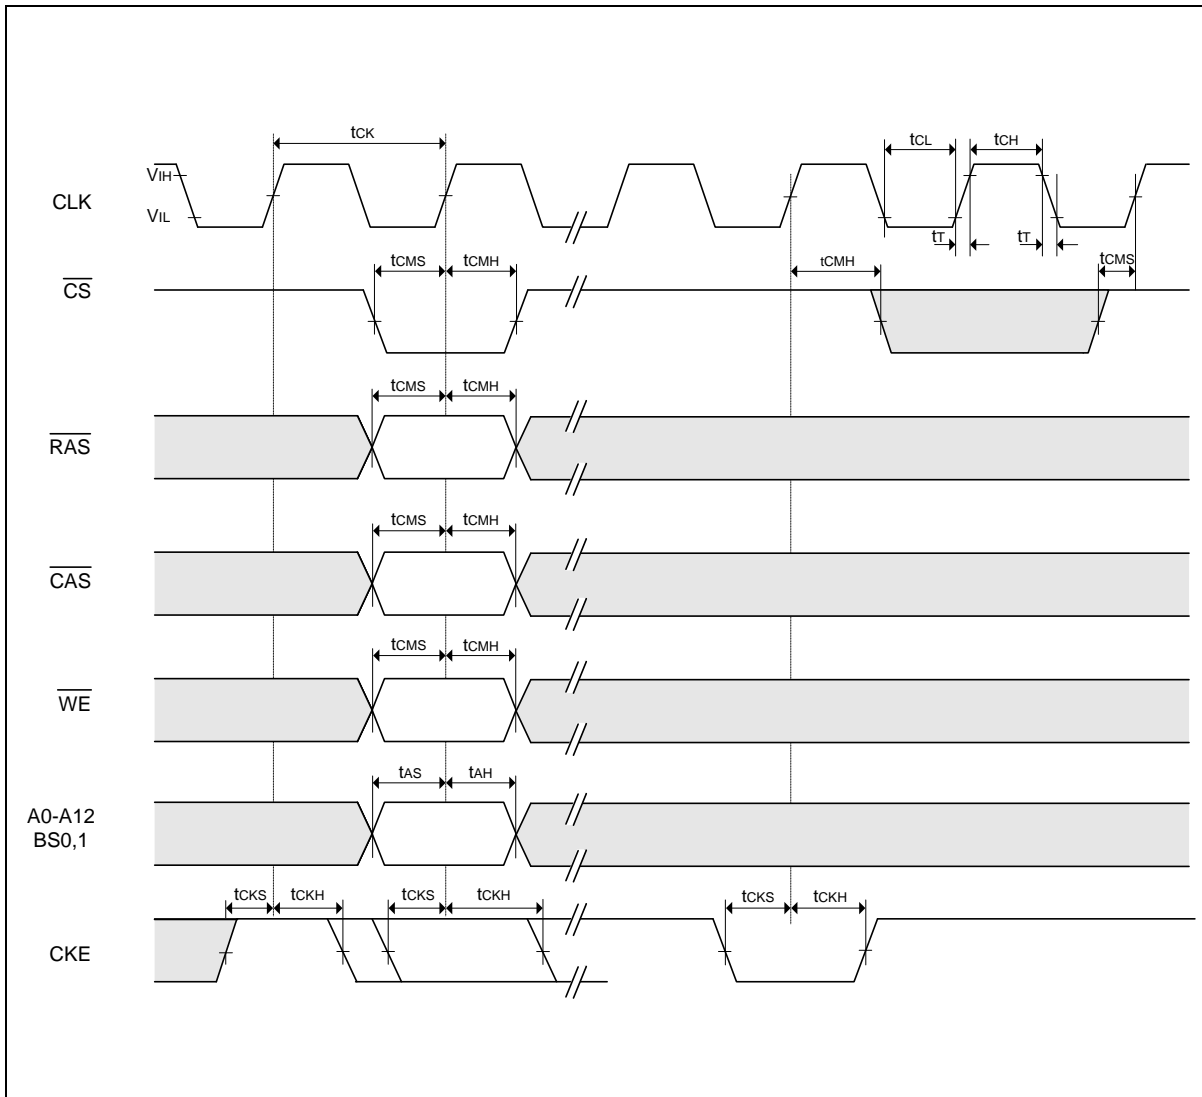 tCK
tCL
tCH
VIH
CLK
VIL
tT
tT
tCMS
tCMH
tCMH
tCMS
CS
tCMS
tCMH
RAS
tCMS
tCMH
CAS
tCMS
tCMH
WE
tAS
tAH
A0-A12
BS0,1
tCKS
tCKH
tCKS
tCKH
tCKS
tCKH
CKE